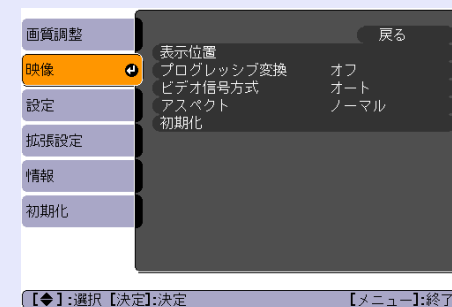 画質調整
映像
設定
拡張設定
情報
初期化
戻る
表示位置
プログレッシブ変換 オフ
ビデオ信号方式 オート
アスペクト ノーマル
初期化
【◆】:選択 【決定】:決定 【メニュー】:終了